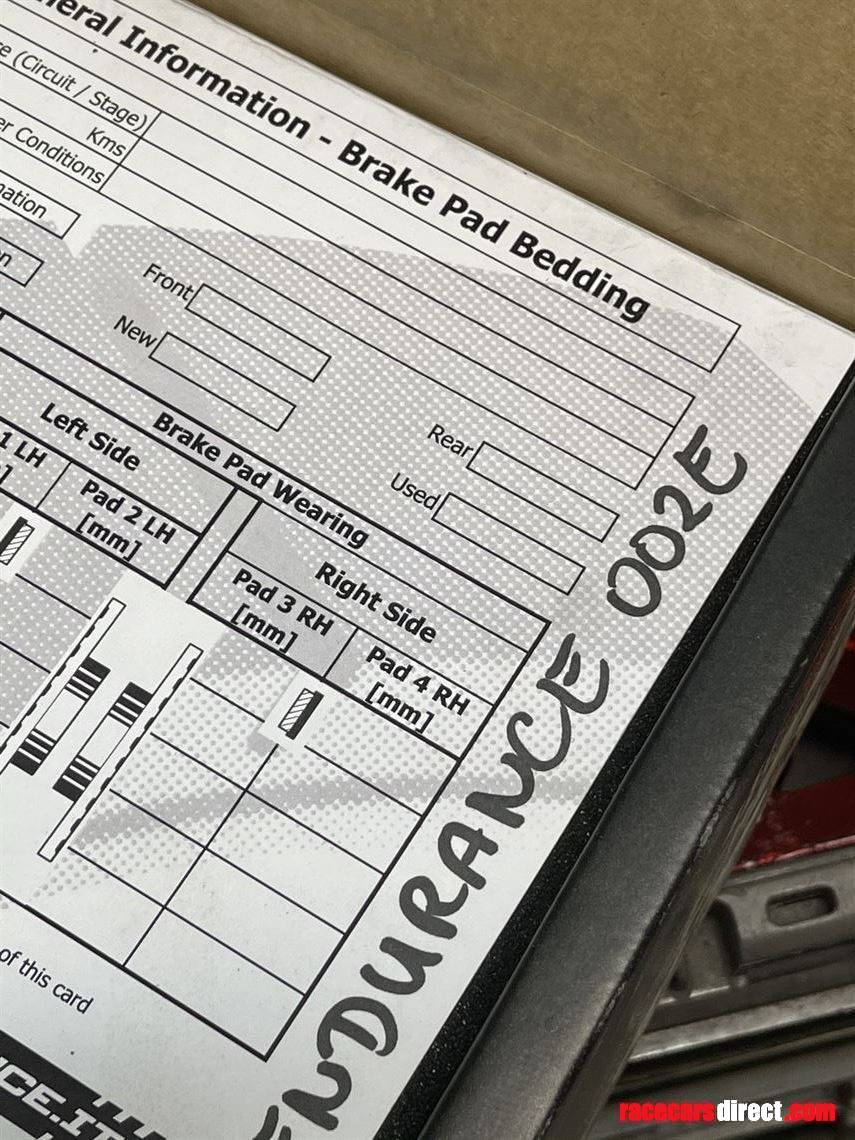 neral Information - Brake Pad Bedding
(Circuit / Stage)
Kms
Conditions
Front
New
Rear
Used
Brake Pad Wearing
Left Side
Right Side
1 LH
Pad 2 LH
[mm]
Pad 3 RH
[mm]
Pad 4 RH
[mm]
of this card
ENDURANCE 002E
racecarsdirect.com